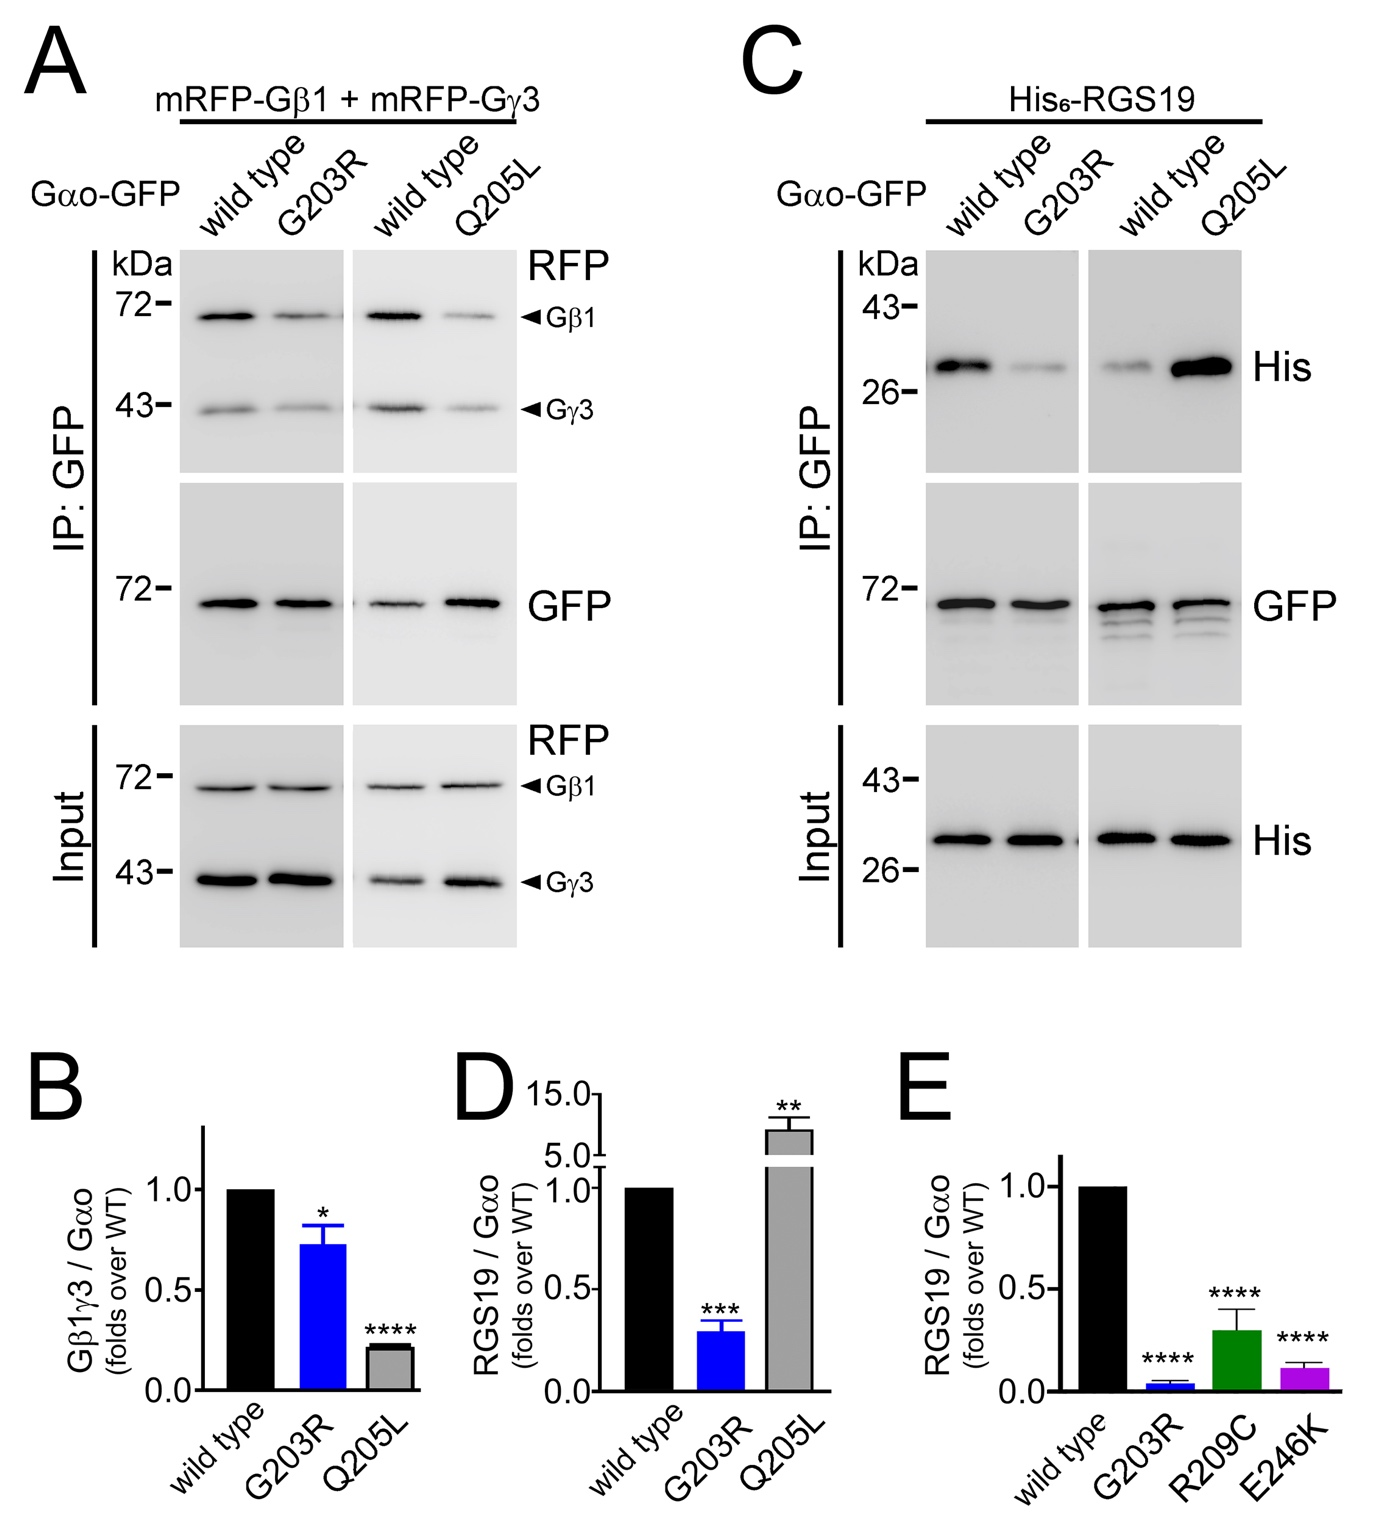 A
mRFP-Gβ1 + mRFP-Gγ3
Gαo-GFP
wild type
G203R
wild type
Q205L
IP: GFP
kDa
72
43
RFP
Gβ1
Gγ3
72
GFP
Input
72
43
RFP
Gβ1
Gγ3
C
His₆-RGS19
Gαo-GFP
wild type
G203R
wild type
Q205L
IP: GFP
kDa
43
26
His
72
GFP
Input
43
26
His
B
Gβ1γ3 / Gαo
(folds over WT)
1.0
0.5
0.0
*
****
wild type
G203R
Q205L
D
RGS19 / Gαo
(folds over WT)
15.0
5.0
1.0
0.5
0.0
***
**
wild type
G203R
Q205L
E
RGS19 / Gαo
(folds over WT)
1.0
0.5
0.0
****
****
****
wild type
G203R
R209C
E246K